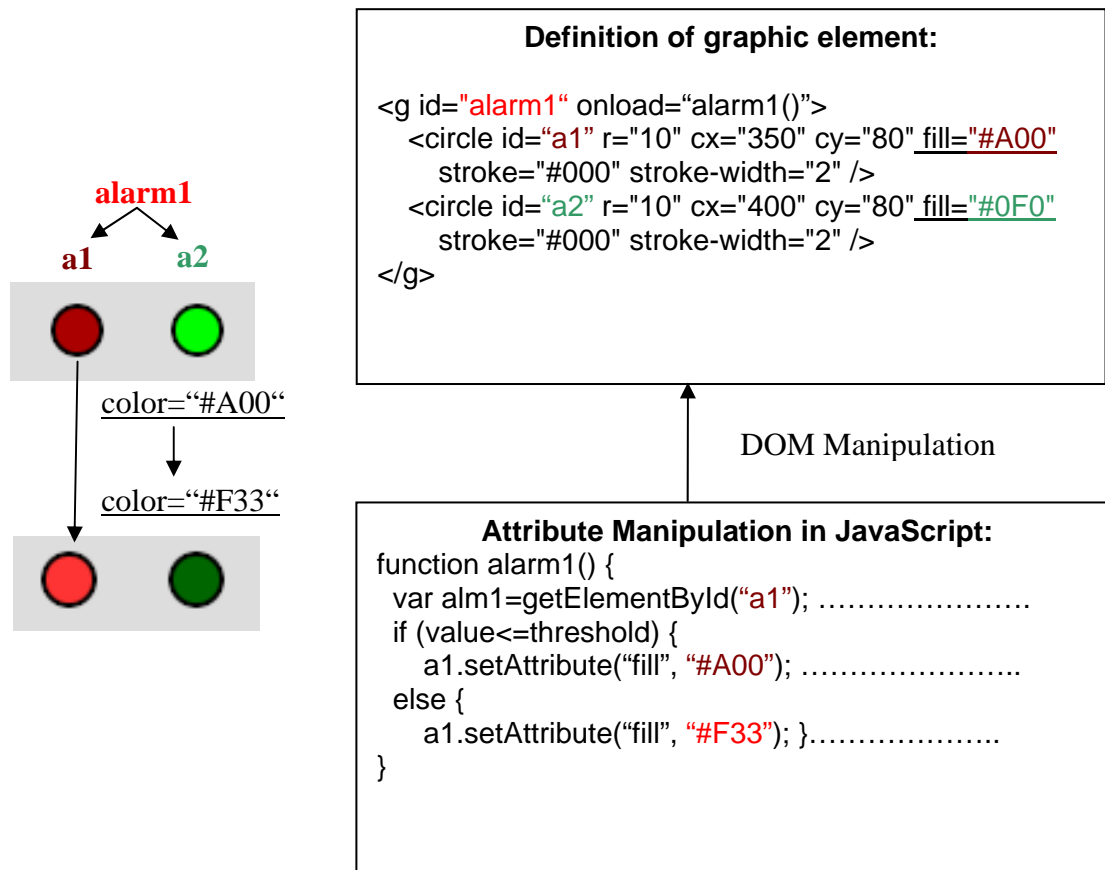 alarm1
a1 a2
color=“#A00“
color=“#F33“
Definition of graphic element:
<g id="alarm1“ onload=“alarm1()”>
<circle id=“a1” r="10" cx="350" cy="80" fill="#A00"
stroke="#000" stroke-width="2" />
<circle id=“a2” r="10" cx="400" cy="80" fill="#0F0"
stroke="#000" stroke-width="2" />
</g>
DOM Manipulation
Attribute Manipulation in JavaScript:
function alarm1() {
var alm1=getElementById(“a1”); …………………….
if (value<=threshold) {
a1.setAttribute(“fill”, “#A00”); …………………..
else {
a1.setAttribute(“fill”, “#F33”); }………………..
}